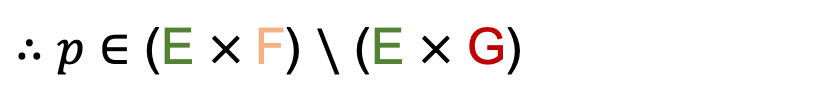 ∴ p ∈ (E × F) \ (E × G)